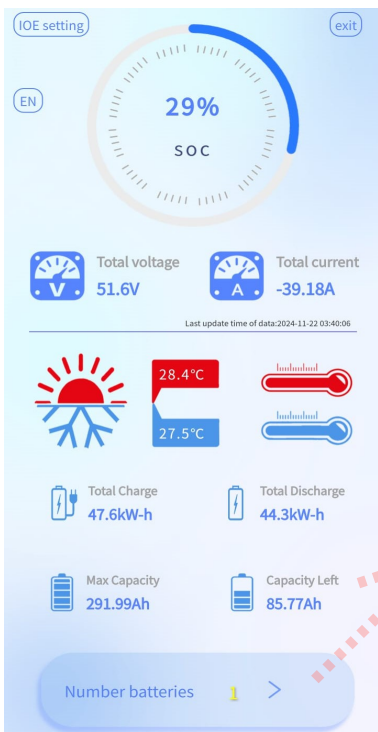 IOE setting
exit
EN
29%
SOC
Total voltage
51.6V
Total current
-39.18A
V
A
Last update time of data:2024-11-22 03:40:06
28.4°C
27.5°C
Total Charge
47.6kW-h
Total Discharge
44.3kW-h
Max Capacity
291.99Ah
Capacity Left
85.77Ah
Number batteries 1 >